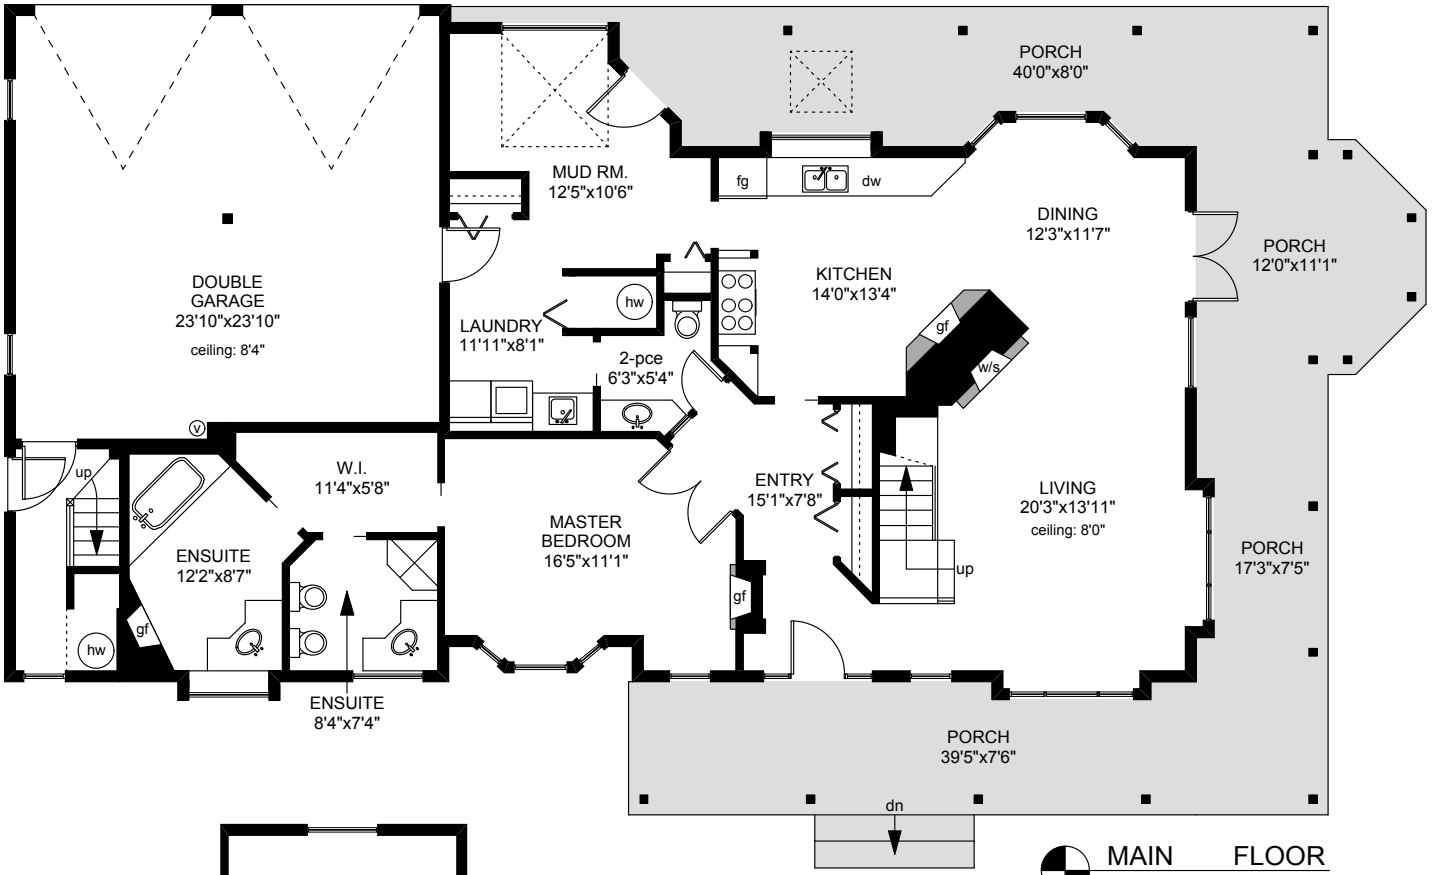 PORCH
40'0"x8'0"
MUD RM.
12'5"x10'6"
fg
dw
DINING
12'3"x11'7"
PORCH
12'0"x11'1"
DOUBLE
GARAGE
23'10"x23'10"
ceiling: 8'4"
KITCHEN
14'0"x13'4"
hw
LAUNDRY
11'11"x8'1"
gf
2-pce
6'3"x5'4"
w/s
v
up
W.I.
11'4"x5'8"
ENTRY
15'1"x7'8"
LIVING
20'3"x13'11"
ceiling: 8'0"
MASTER
BEDROOM
16'5"x11'1"
ENSUITE
12'2"x8'7"
PORCH
17'3"x7'5"
up
gf
gf
hw
ENSUITE
8'4"x7'4"
PORCH
39'5"x7'6"
dn
MAIN FLOOR